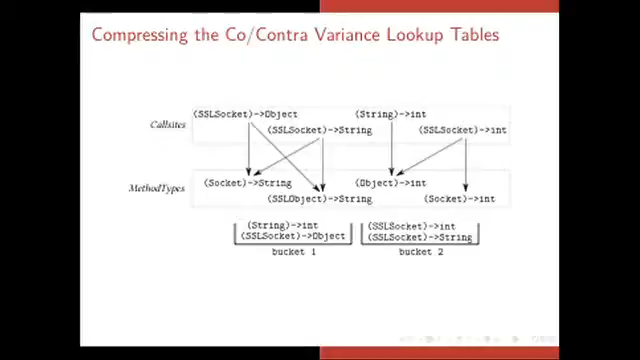 Compressing the Co/Contra Variance Lookup Tables
Callsites
(SSLSocket)->Object
(String)->int
(SSLSocket)->String
(SSLSocket)->int
MethodTypes
(Socket)->String
(Object)->int
(SSLObject)->String
(Socket)->int
(String)->int
(SSLSocket)->Object
bucket 1
(SSLSocket)->int
(SSLSocket)->String
bucket 2